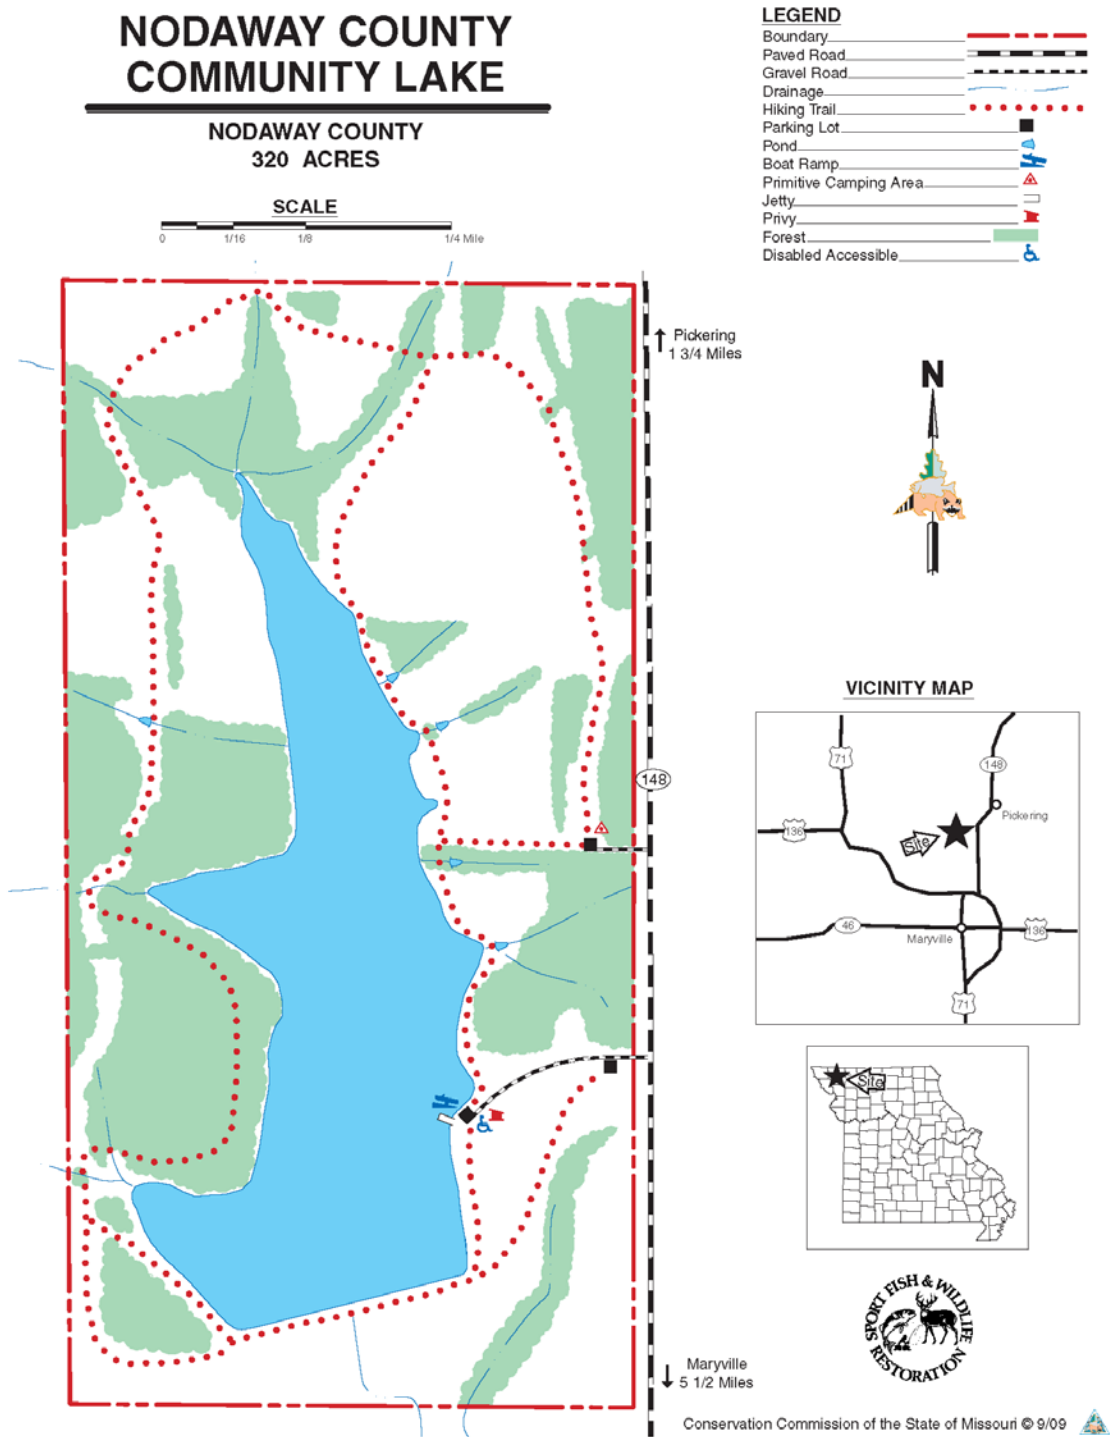 NODAWAY COUNTY
COMMUNITY LAKE
NODAWAY COUNTY
320 ACRES
SCALE
0 1/16 1/8 1/4 Mile
LEGEND
Boundary
Paved Road
Gravel Road
Drainage
Hiking Trail
Parking Lot
Pond
Boat Ramp
Primitive Camping Area
Jetty
Privy
Forest
Disabled Accessible
Pickering
1 3/4 Miles
N
148
VICINITY MAP
71
148
Pickering
136
Site
46
Maryville
136
71
Site
SPORT FISH & WILDLIFE
RESTORATION
Maryville
5 1/2 Miles
Conservation Commission of the State of Missouri © 9/09